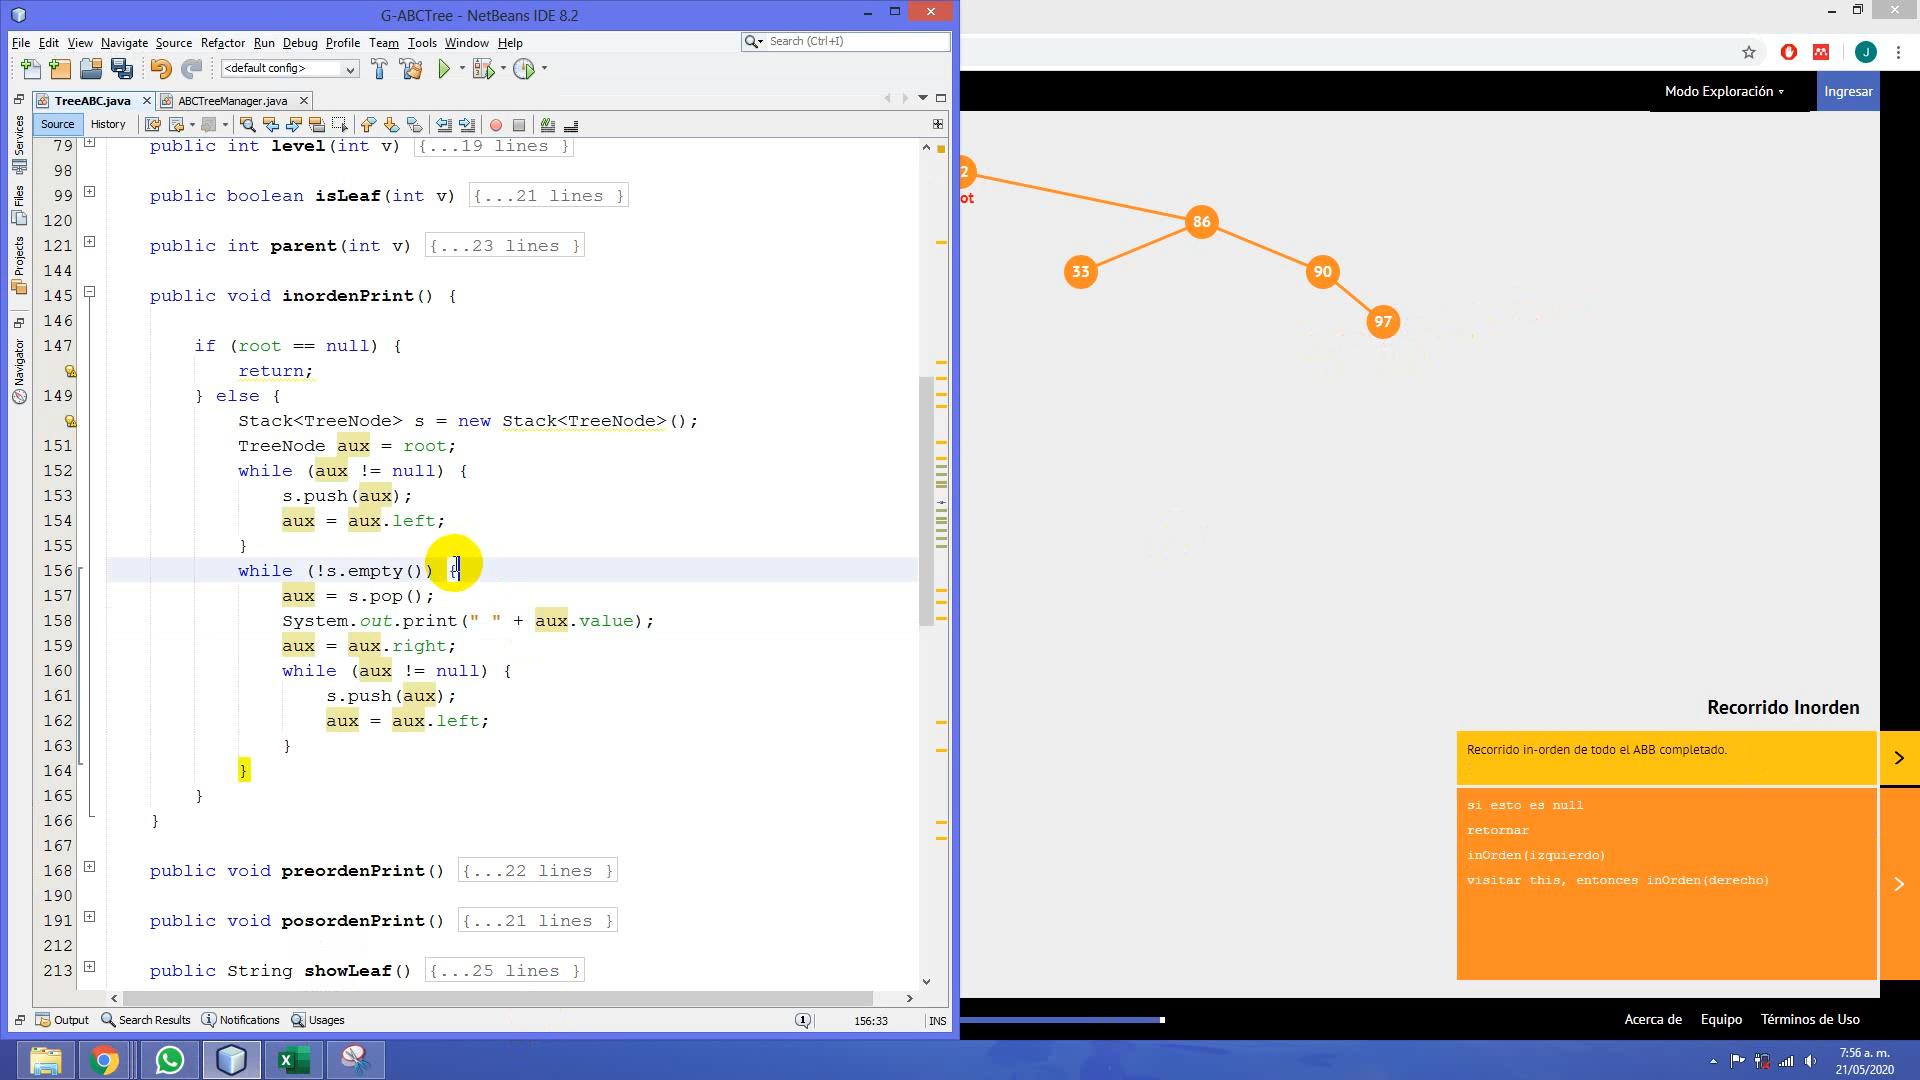 G-ABCTree - NetBeans IDE 8.2
File Edit View Navigate Source Refactor Run Debug Profile Team Tools Window Help
Search (Ctrl+I)
<default config>
TreeABC.java
ABCTreeManager.java
Source History
Services
Files
Projects
Navigator
79 public int level(int v) {...19 lines }
98
99 public boolean isLeaf(int v) {...21 lines }
120
121 public int parent(int v) {...23 lines }
144
145 public void inordenPrint() {
146
147 if (root == null) {
return;
149 } else {
Stack<TreeNode> s = new Stack<TreeNode>();
151 TreeNode aux = root;
152 while (aux != null) {
153 s.push(aux);
154 aux = aux.left;
155 }
156 while (!s.empty()) {
157 aux = s.pop();
158 System.out.print(" " + aux.value);
159 aux = aux.right;
160 while (aux != null) {
161 s.push(aux);
162 aux = aux.left;
163 }
164 }
165 }
166 }
167
168 public void preordenPrint() {...22 lines }
190
191 public void posordenPrint() {...21 lines }
212
213 public String showLeaf() {...25 lines }
Output Search Results Notifications Usages
1
156:33 INS
J
Modo Exploración
Ingresar
2
ot
86
33
90
97
Recorrido Inorden
Recorrido in-orden de todo el ABB completado.
si esto es null
retornar
inOrden(izquierdo)
visitar this, entonces inOrden(derecho)
Acerca de Equipo Términos de Uso
7:56 a. m.
21/05/2020